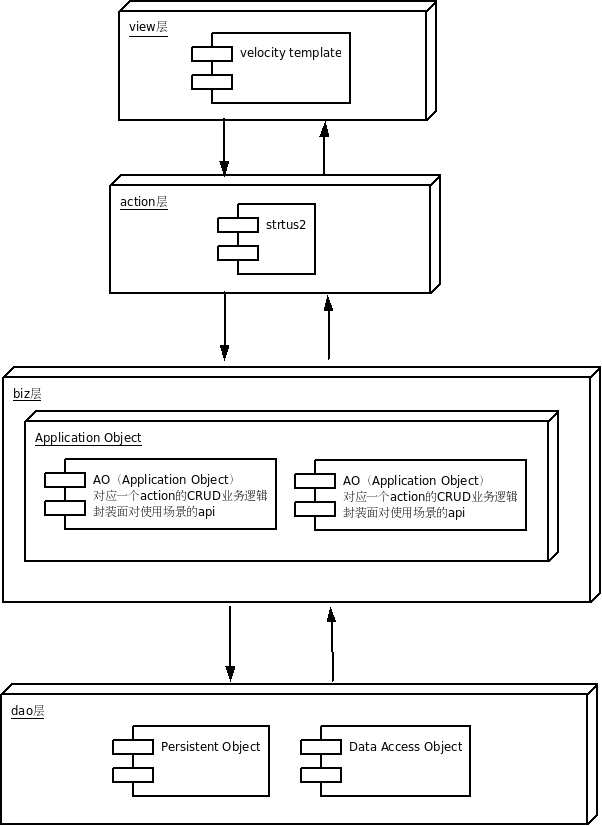 view层
velocity template
action层
strtus2
biz层
Application Object
AO（Application Object）
对应一个action的CRUD业务逻辑
封装面对使用场景的api
AO（Application Object）
对应一个action的CRUD业务逻辑
封装面对使用场景的api
dao层
Persistent Object
Data Access Object